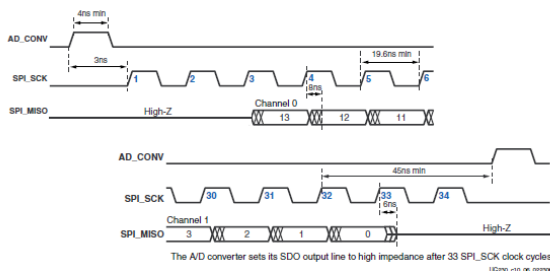 4ns min
AD_CONV
3ns
19.6ns min
SPI_SCK
1 2 3 4 5 6
8ns
Channel 0
SPI_MISO High-Z 13 12 11
AD_CONV
45ns min
SPI_SCK 30 31 32 33 34
6ns
Channel 1
SPI_MISO 3 2 1 0 High-Z
The A/D converter sets its SDO output line to high impedance after 33 SPI_SCK clock cycles